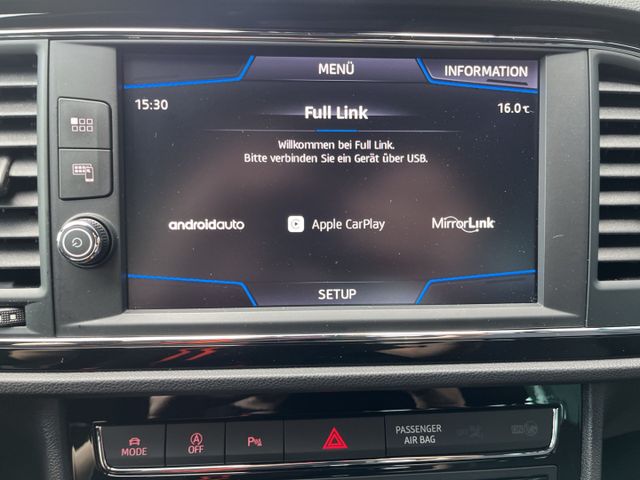 MENÜ
INFORMATION
15:30
Full Link
16.0°C
Willkommen bei Full Link.
Bitte verbinden Sie ein Gerät über USB.
androidauto
Apple CarPlay
MirrorLink
SETUP
MODE
A
OFF
P
PASSENGER
AIR BAG